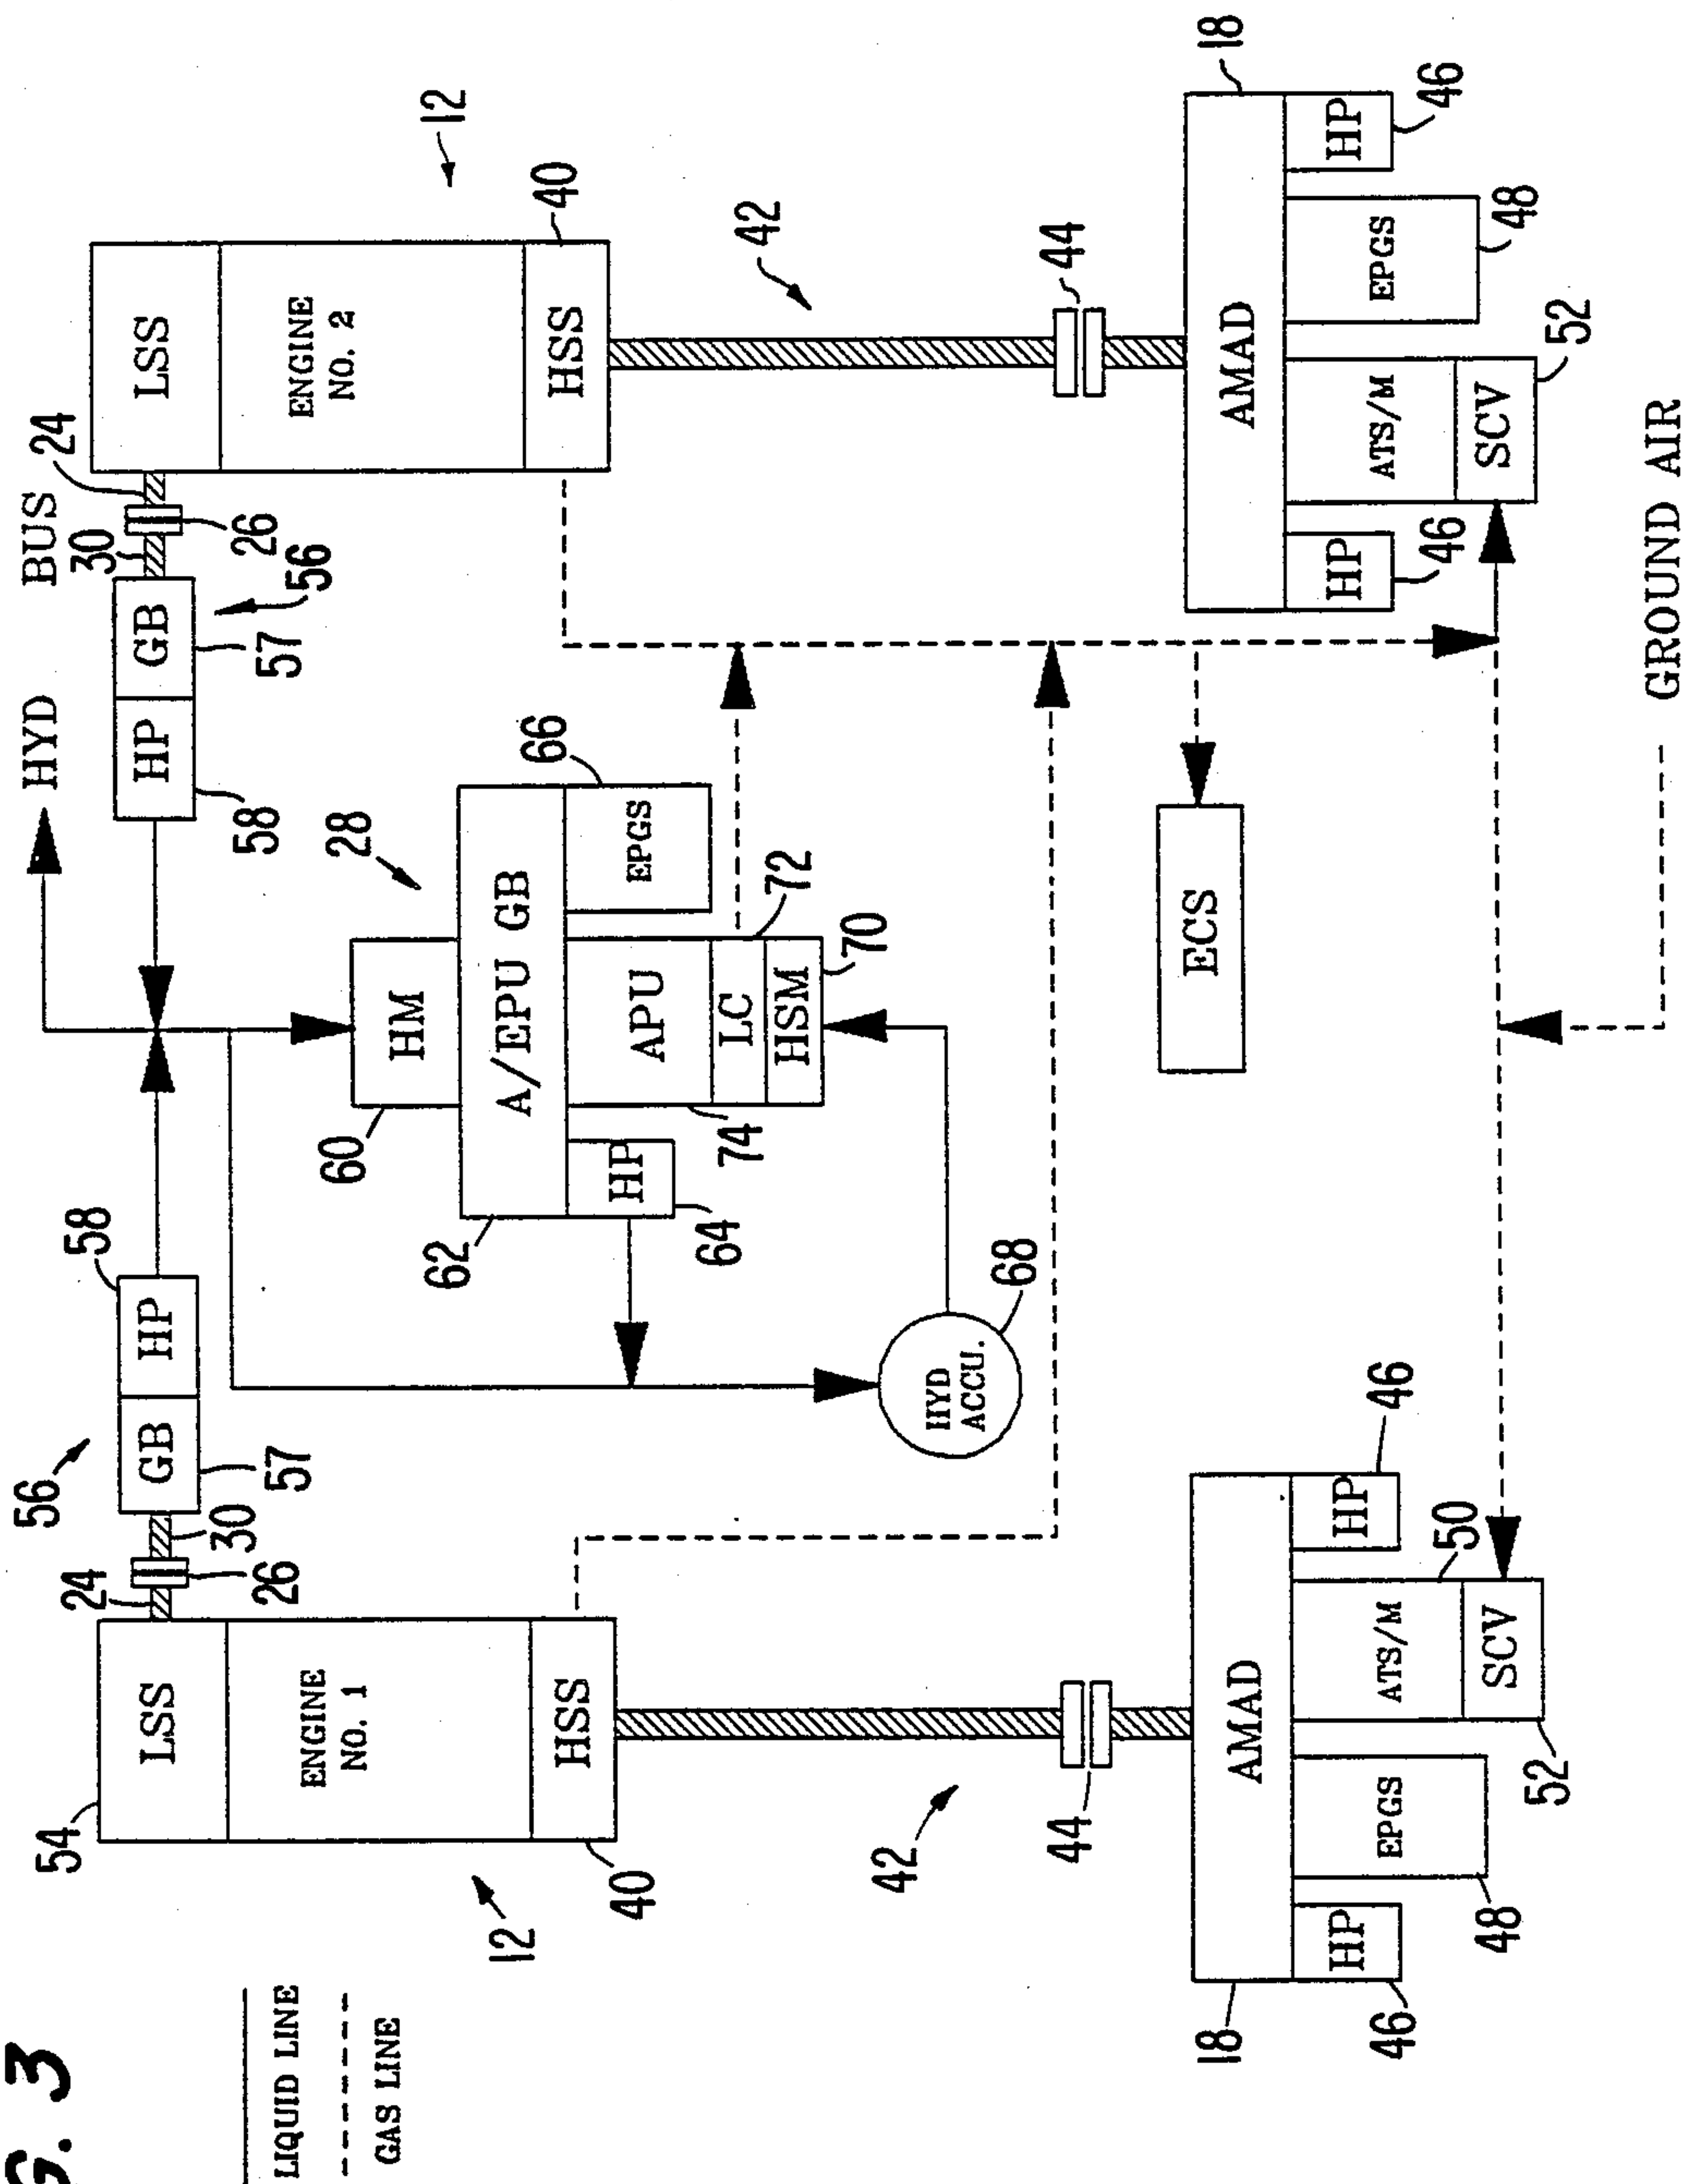 G. 3
LIQUID LINE
GAS LINE
HYD BUS
GROUND AIR
54
LSS
ENGINE
NO. 1
HSS
40
12
24
26
30
56
GB
HP
57
58
42
44
18
AMAD
HP
46
EPGS
48
ATS/M
50
SCV
52
HP
46
60
HM
28
62
A/EPU GB
HP
64
APU
74
LC
72
HSM
70
EPGS
66
HYD
ACCU.
68
ECS
58
HP
GB
57
56
30
26
24
LSS
ENGINE
NO. 2
HSS
40
12
42
44
18
AMAD
HP
46
ATS/M
SCV
52
EPGS
48
HP
46